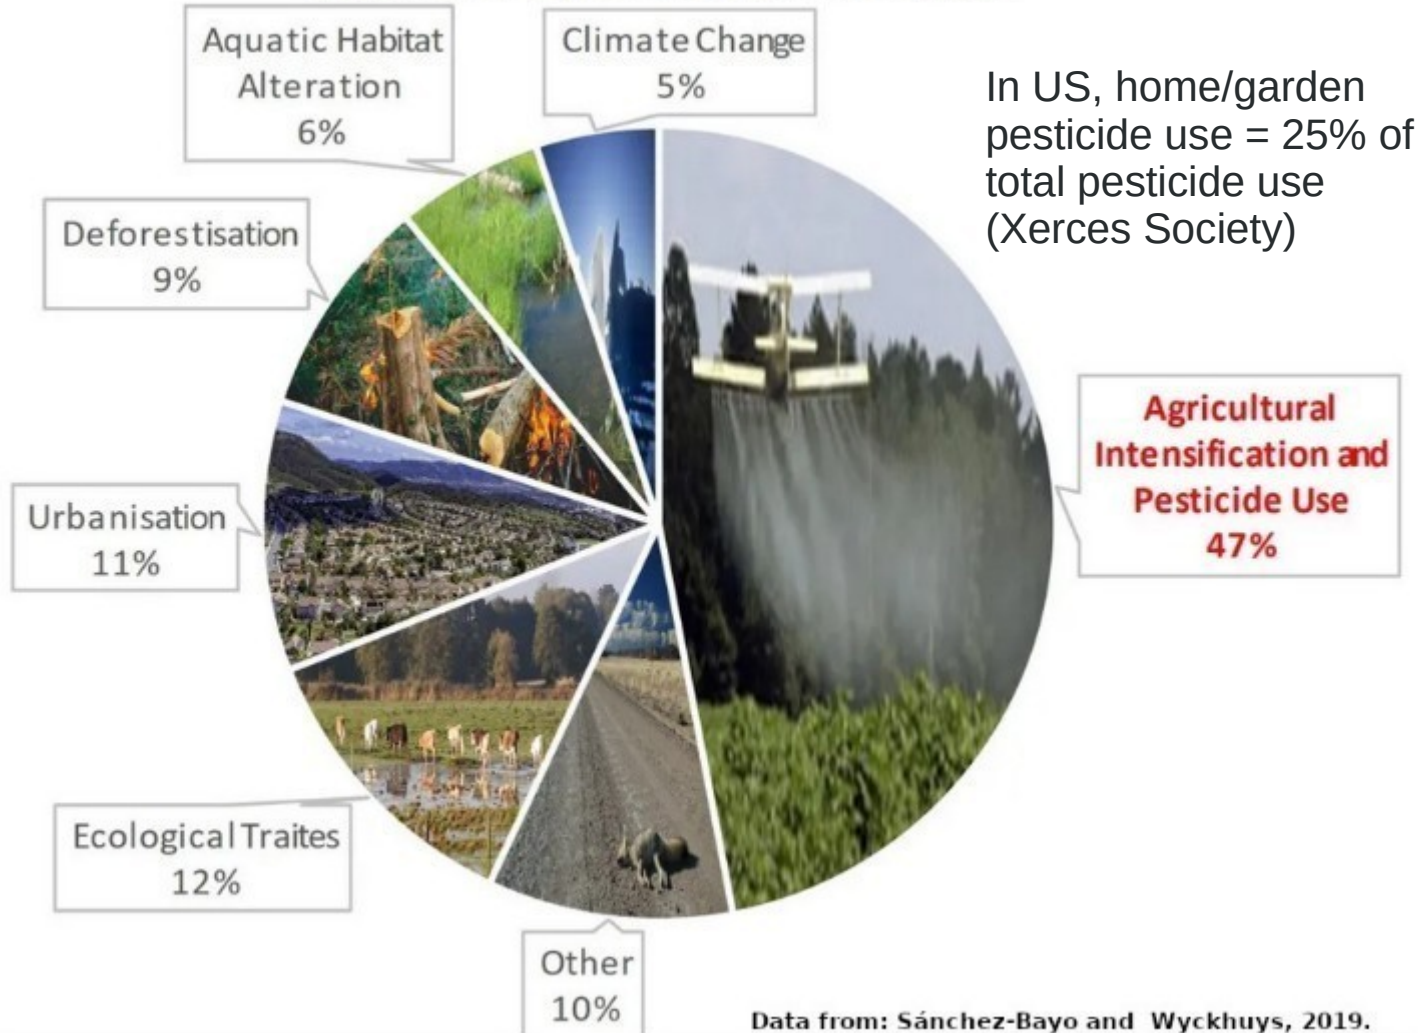 Aquatic Habitat
Alteration
6%
Climate Change
5%
In US, home/garden
pesticide use = 25% of
total pesticide use
(Xerces Society)
Deforestisation
9%
Agricultural
Intensification and
Pesticide Use
47%
Urbanisation
11%
Ecological Traites
12%
Other
10%
Data from: Sánchez-Bayo and Wyckhuys, 2019.